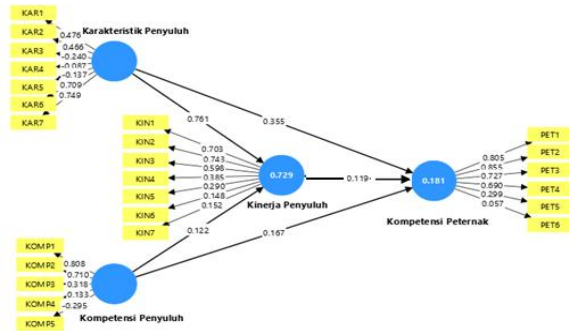 KAR1
KAR2
KAR3
KAR4
KAR5
KAR6
KAR7
0.476
0.466
-0.240
-0.087
-0.137
0.709
0.749
Karakteristik Penyuluh
0.761
0.355
KIN1
KIN2
KIN3
KIN4
KIN5
KIN6
KIN7
0.703
0.743
0.596
0.385
0.290
0.148
0.152
0.729
Kinerja Penyuluh
0.119
0.181
Kompetensi Peternak
PET1
PET2
PET3
PET4
PET5
PET6
0.805
0.855
0.727
0.690
0.299
0.057
0.122
0.167
KOMP1
KOMP2
KOMP3
KOMP4
KOMP5
0.808
0.710
0.318
0.133
-0.295
Kompetensi Penyuluh